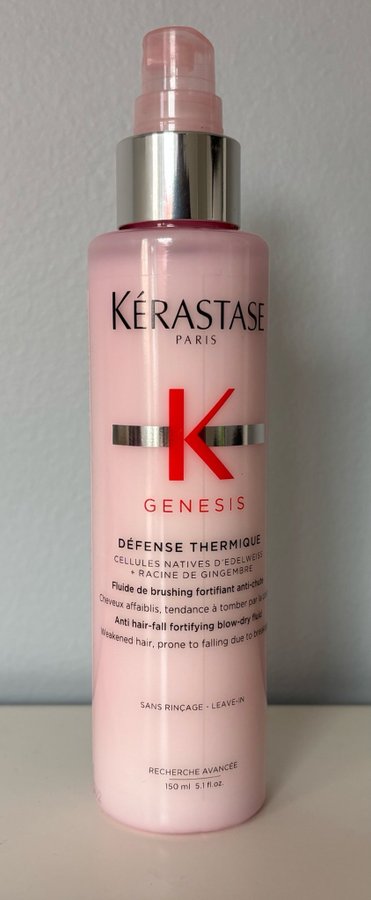 KÉRASTASE
PARIS
K
GENESIS
DÉFENSE THERMIQUE
CELLULES NATIVES D'EDELWEISS
+ RACINE DE GINGEMBRE
Fluide de brushing fortifiant anti-chute
Cheveux affaiblis, tendance à tomber par la
Anti hair-fall fortifying blow-dry fluid
Weakened hair, prone to falling due to
SANS RINÇAGE - LEAVE-IN
RECHERCHE AVANCÉE
150 ml 5.1 fl.oz.